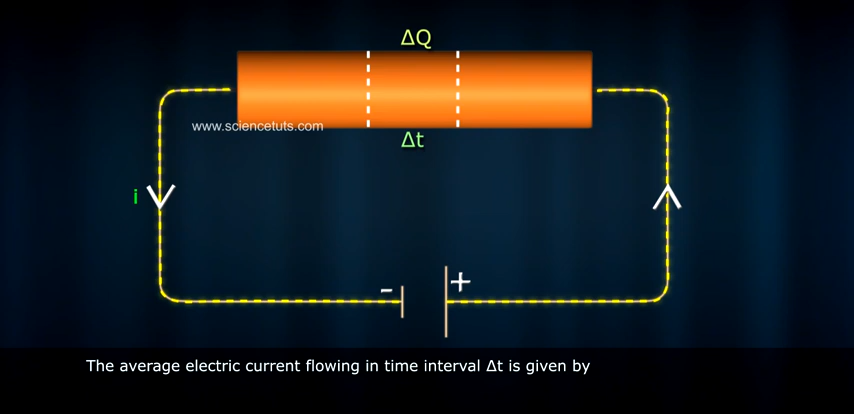 ΔQ
www.sciencetuts.com
Δt
i
- +
The average electric current flowing in time interval Δt is given by